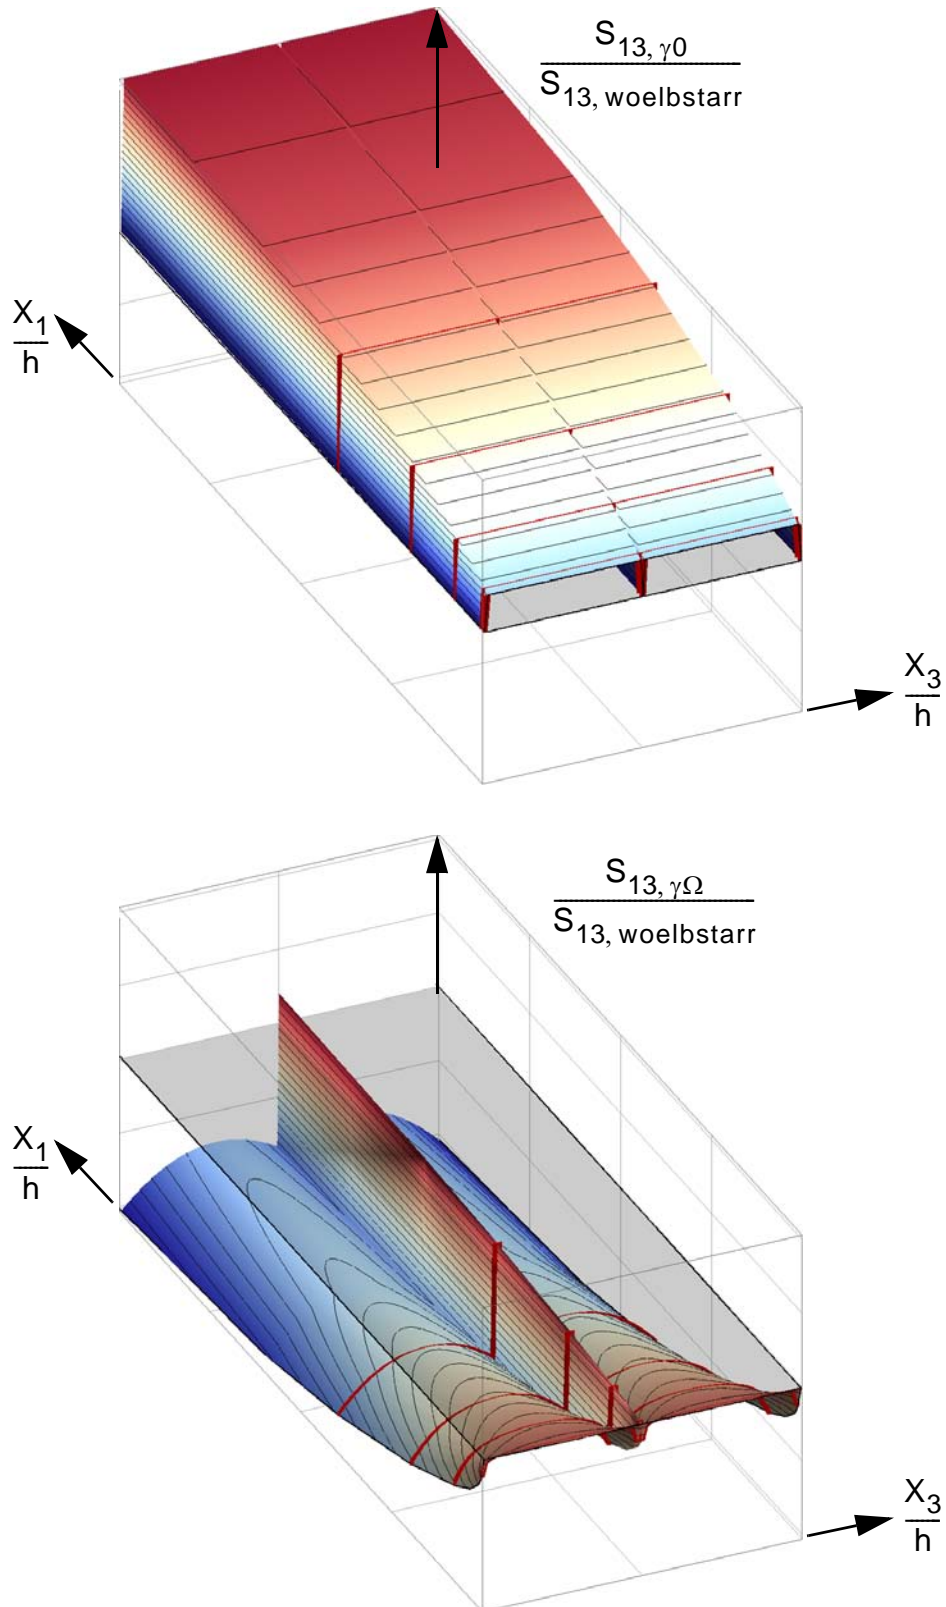 S13, γ0
S13, woelbstarr
X1
h
X3
h
S13, γΩ
S13, woelbstarr
X1
h
X3
h